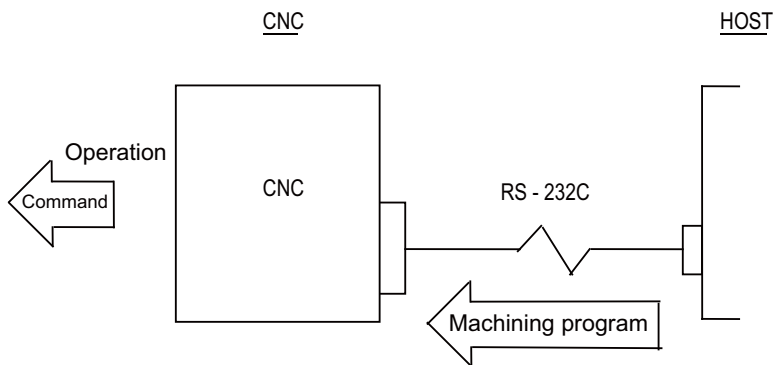 CNC
HOST
Operation
CNC
Command
RS - 232C
Machining program